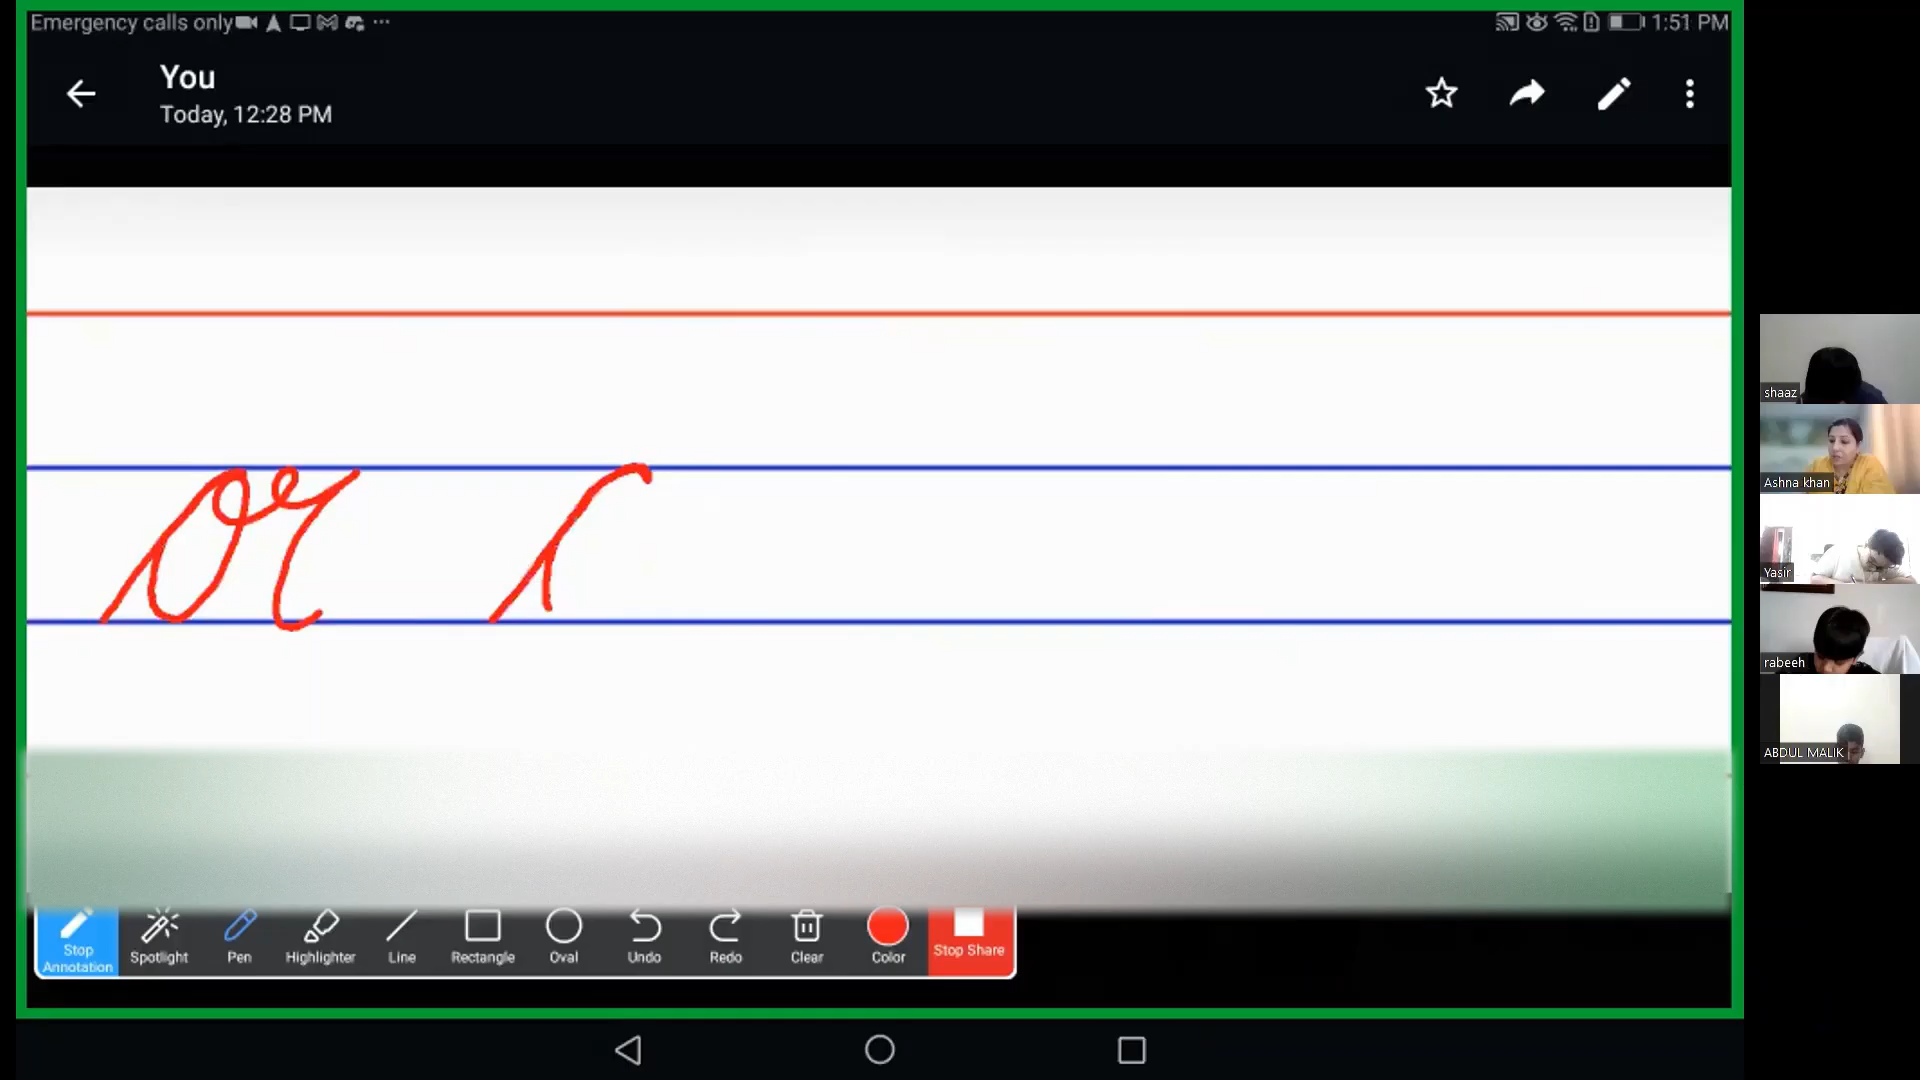 Emergency calls only ... 1:51 PM
You
Today, 12:28 PM
shaaz
Ashna khan
Yasir
rabeeh
ABDUL MALIK
Stop Annotation
Spotlight
Pen
Highlighter
Line
Rectangle
Oval
Undo
Redo
Clear
Color
Stop Share